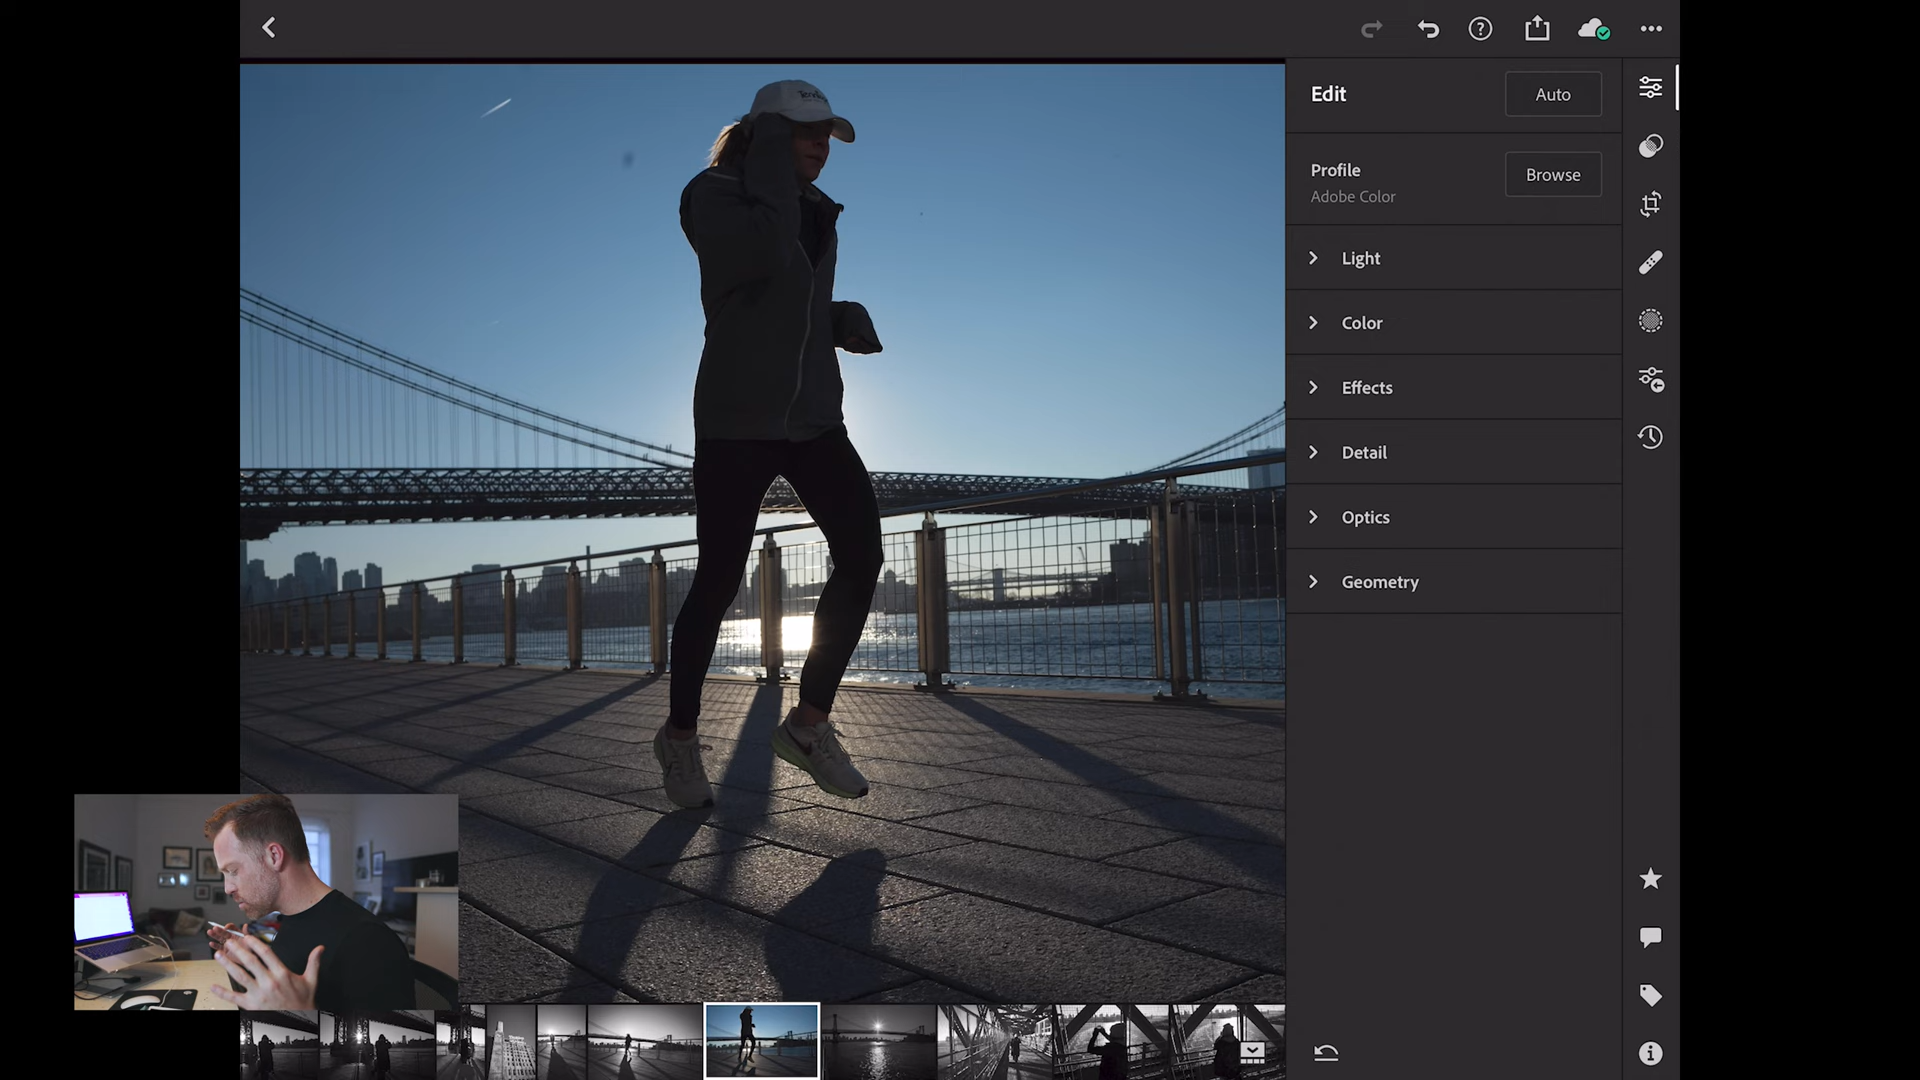 Edit
Auto
Profile
Adobe Color
Browse
Light
Color
Effects
Detail
Optics
Geometry